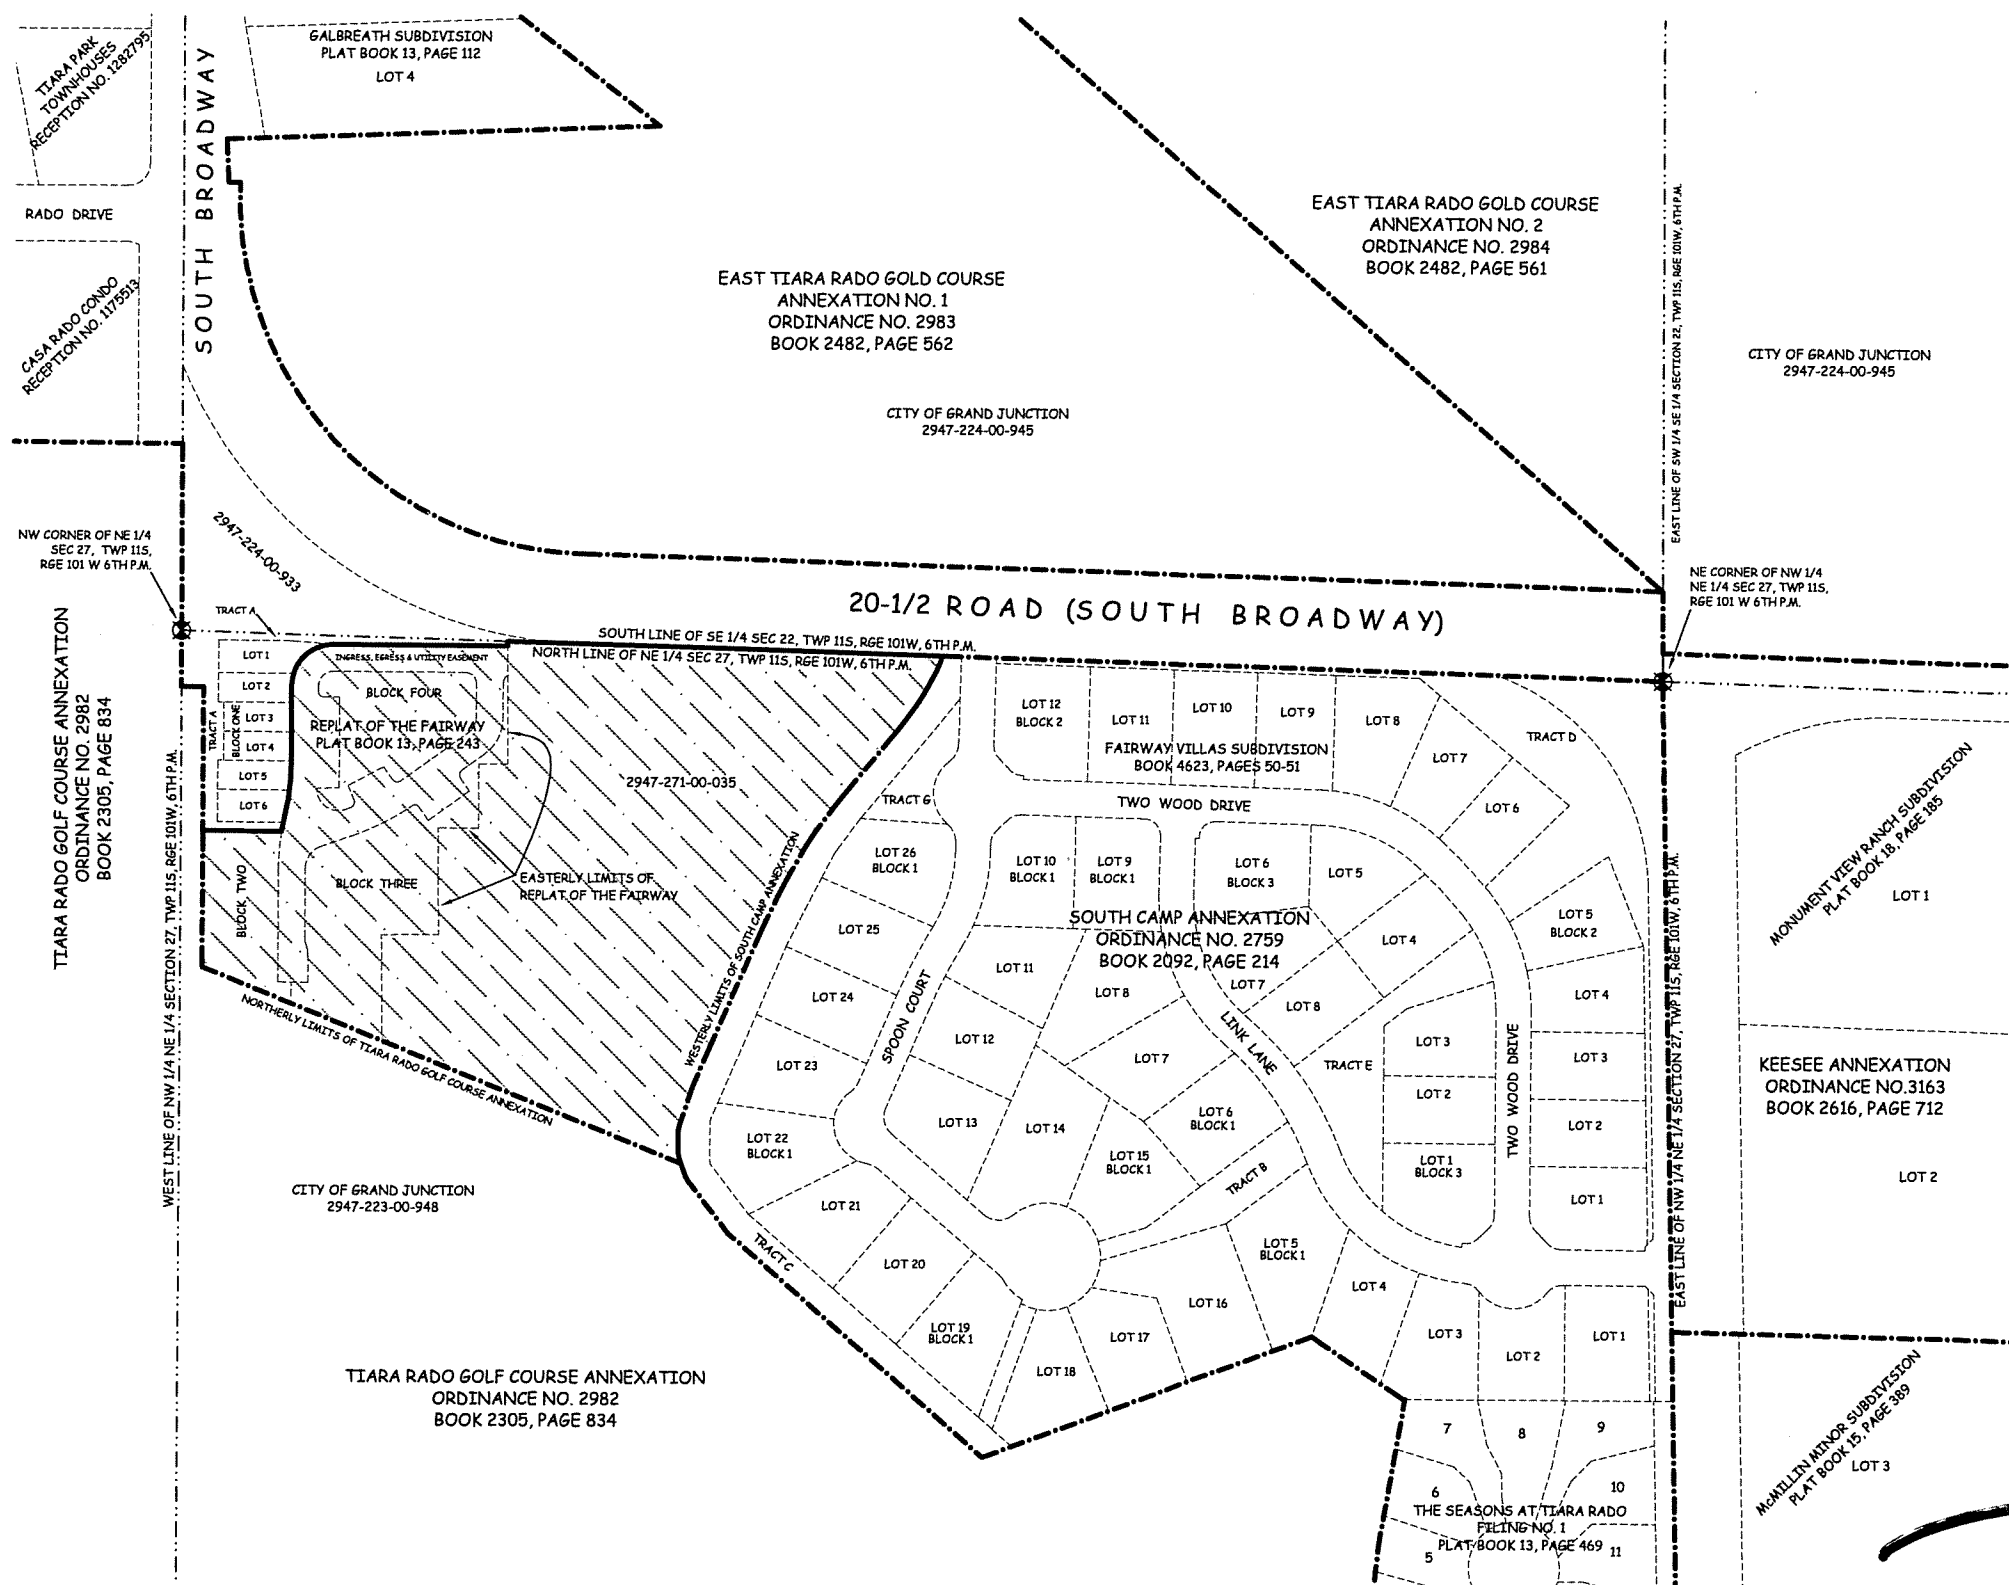 TIARA PARK
TOWNHOUSES
RECEPTION NO. 1282795
GALBREATH SUBDIVISION
PLAT BOOK 13, PAGE 112
LOT 4
SOUTH BROADWAY
RADO DRIVE
CASA RADO CONDO
RECEPTION NO. 1175513
EAST TIARA RADO GOLD COURSE
ANNEXATION NO. 1
ORDINANCE NO. 2983
BOOK 2482, PAGE 562
CITY OF GRAND JUNCTION
2947-224-00-945
EAST TIARA RADO GOLD COURSE
ANNEXATION NO. 2
ORDINANCE NO. 2984
BOOK 2482, PAGE 561
EAST LINE OF SW 1/4 SE 1/4 SECTION 22, TWP 11S, RGE 101W, 6TH P.M.
CITY OF GRAND JUNCTION
2947-224-00-945
NW CORNER OF NE 1/4
SEC 27, TWP 11S,
RGE 101 W 6TH P.M.
2947-224-00-933
NE CORNER OF NW 1/4
NE 1/4 SEC 27, TWP 11S,
RGE 101 W 6TH P.M.
20-1/2 ROAD (SOUTH BROADWAY)
SOUTH LINE OF SE 1/4 SEC 22, TWP 11S, RGE 101W, 6TH P.M.
NORTH LINE OF NE 1/4 SEC 27, TWP 11S, RGE 101W, 6TH P.M.
TIARA RADO GOLF COURSE ANNEXATION
ORDINANCE NO. 2982
BOOK 2305, PAGE 834
WEST LINE OF NW 1/4 NE 1/4 SECTION 27, TWP 11S, RGE 101W, 6TH P.M.
TRACT A
LOT 1
LOT 2
LOT 3
LOT 4
LOT 5
LOT 6
TRACT A
BLOCK ONE
INGRESS, EGRESS & UTILITY EASEMENT
BLOCK FOUR
REPLAT OF THE FAIRWAY
PLAT BOOK 13, PAGE 243
2947-271-00-035
BLOCK TWO
BLOCK THREE
EASTERLY LIMITS OF
REPLAT OF THE FAIRWAY
NORTHERLY LIMITS OF TIARA RADO GOLF COURSE ANNEXATION
WESTERLY LIMITS OF SOUTH CAMP ANNEXATION
CITY OF GRAND JUNCTION
2947-223-00-948
TIARA RADO GOLF COURSE ANNEXATION
ORDINANCE NO. 2982
BOOK 2305, PAGE 834
LOT 12
BLOCK 2
LOT 11
LOT 10
LOT 9
LOT 8
LOT 7
LOT 6
TRACT D
FAIRWAY VILLAS SUBDIVISION
BOOK 4623, PAGES 50-51
TWO WOOD DRIVE
TRACT G
LOT 26
BLOCK 1
LOT 25
LOT 24
LOT 23
LOT 22
BLOCK 1
LOT 21
LOT 20
LOT 19
BLOCK 1
LOT 18
LOT 17
LOT 16
TRACT C
SPOON COURT
LOT 10
BLOCK 1
LOT 9
BLOCK 1
LOT 6
BLOCK 3
LOT 5
LOT 4
SOUTH CAMP ANNEXATION
ORDINANCE NO. 2759
BOOK 2092, PAGE 214
LOT 11
LOT 8
LOT 7
LOT 8
LOT 12
LOT 7
LINK LANE
LOT 13
LOT 14
LOT 15
BLOCK 1
LOT 6
BLOCK 1
TRACT B
LOT 5
BLOCK 1
LOT 4
LOT 3
LOT 2
LOT 1
TRACT E
LOT 3
LOT 2
LOT 1
BLOCK 3
TWO WOOD DRIVE
LOT 5
BLOCK 2
LOT 4
LOT 3
LOT 2
LOT 1
EAST LINE OF NW 1/4 NE 1/4 SECTION 27, TWP 11S, RGE 101W, 6TH P.M.
MONUMENT VIEW RANCH SUBDIVISION
PLAT BOOK 18, PAGE 185
LOT 1
KEESEE ANNEXATION
ORDINANCE NO.3163
BOOK 2616, PAGE 712
LOT 2
McMILLIN MINOR SUBDIVISION
PLAT BOOK 15, PAGE 389
LOT 3
7
8
9
6
10
THE SEASONS AT TIARA RADO
FILING NO. 1
PLAT BOOK 13, PAGE 469
5
11